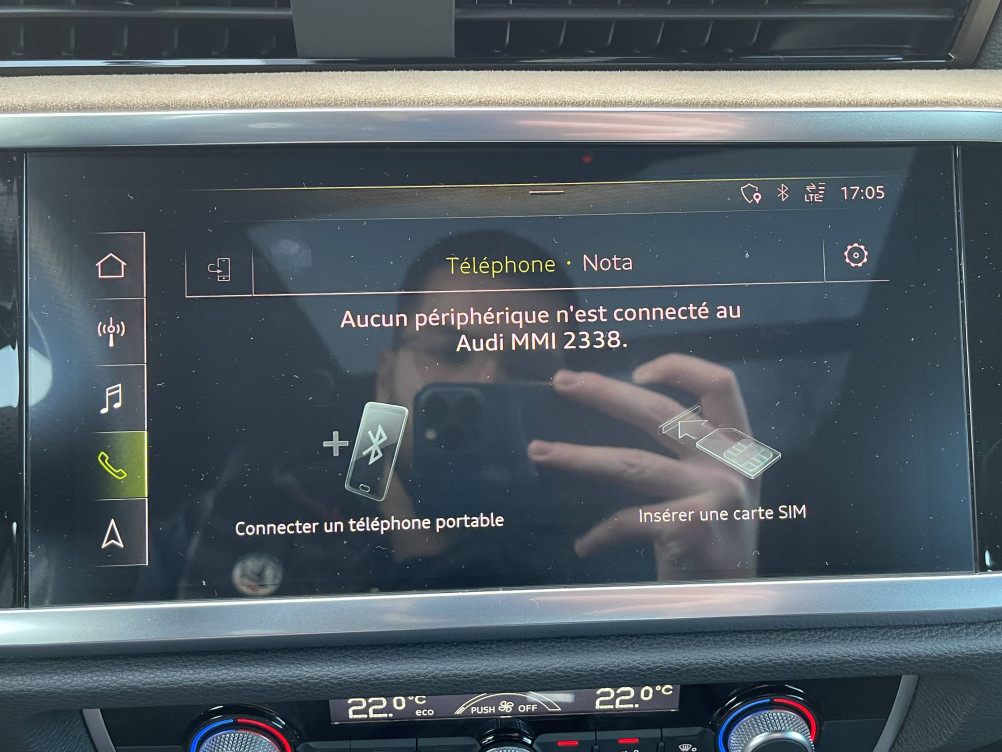 LTE 17:05
Téléphone · Nota
Aucun périphérique n'est connecté au
Audi MMI 2338.
Connecter un téléphone portable
Insérer une carte SIM
22.0°C eco
PUSH OFF
22.0°C